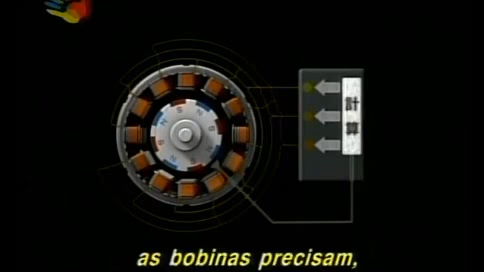 計算
as bobinas precisam,